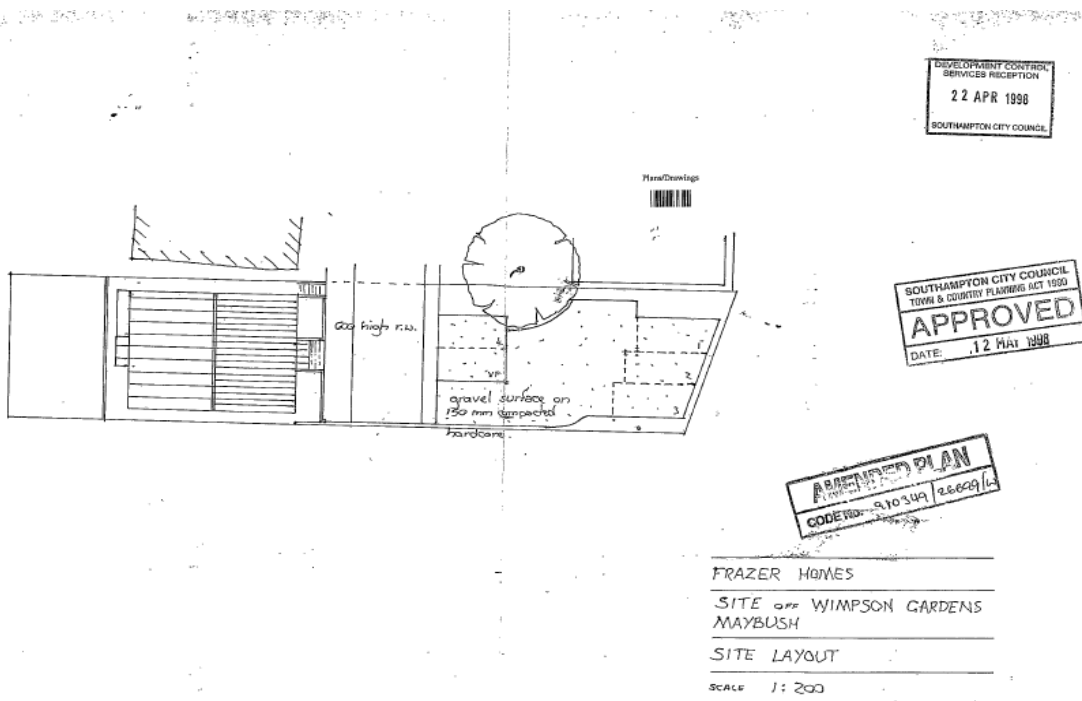 DEVELOPMENT CONTROL
SERVICES RECEPTION
22 APR 1998
SOUTHAMPTON CITY COUNCIL
Plans/Drawings
SOUTHAMPTON CITY COUNCIL
TOWN & COUNTRY PLANNING ACT 1990
APPROVED
DATE: 12 MAY 1998
600 high r.w.
1
2
3
gravel surface on
150 mm compacted
hardcore.
AMENDED PLAN
CODE NO.
FRAZER HOMES
SITE OFF WIMPSON GARDENS
MAYBUSH
SITE LAYOUT
SCALE 1:200